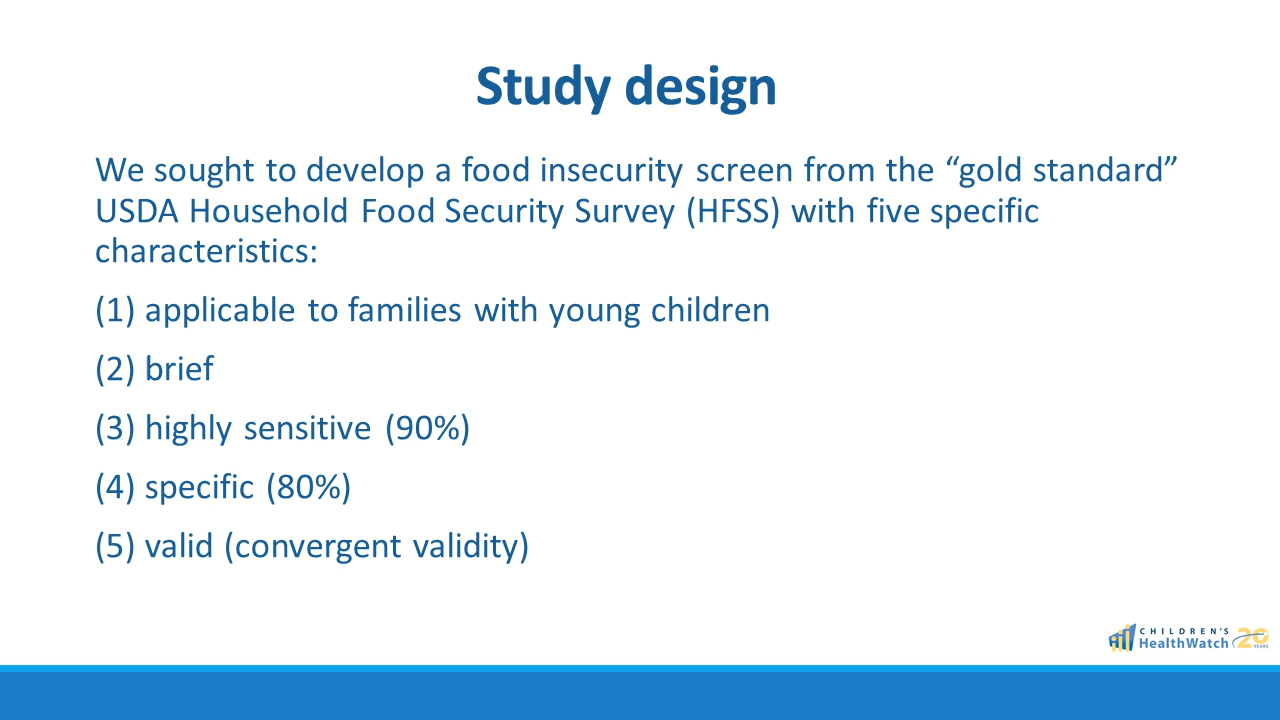 Study design
We sought to develop a food insecurity screen from the “gold standard”
USDA Household Food Security Survey (HFSS) with five specific
characteristics:
(1) applicable to families with young children
(2) brief
(3) highly sensitive (90%)
(4) specific (80%)
(5) valid (convergent validity)
CHILDREN'S
HealthWatch
20
YEARS